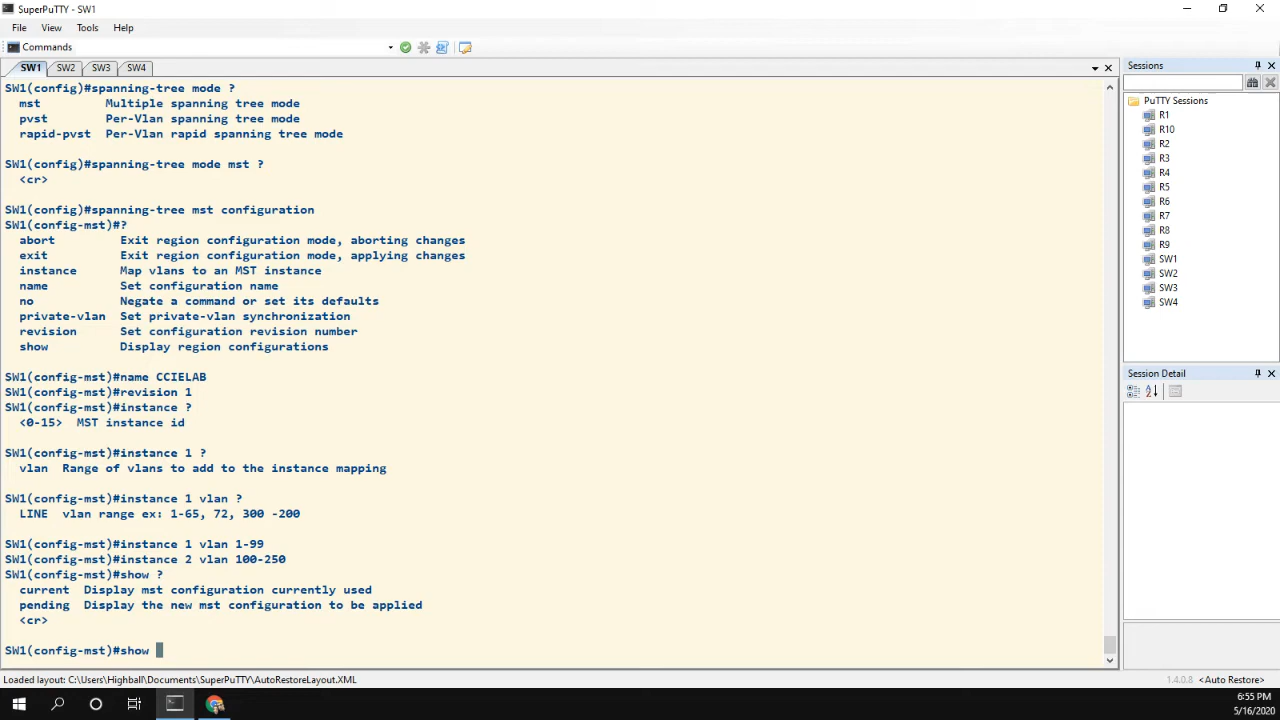 SuperPuTTY - SW1
File View Tools Help
Commands
SW1 SW2 SW3 SW4
SW1(config)#spanning-tree mode ?
mst Multiple spanning tree mode
pvst Per-Vlan spanning tree mode
rapid-pvst Per-Vlan rapid spanning tree mode
SW1(config)#spanning-tree mode mst ?
<cr>
SW1(config)#spanning-tree mst configuration
SW1(config-mst)#?
abort Exit region configuration mode, aborting changes
exit Exit region configuration mode, applying changes
instance Map vlans to an MST instance
name Set configuration name
no Negate a command or set its defaults
private-vlan Set private-vlan synchronization
revision Set configuration revision number
show Display region configurations
SW1(config-mst)#name CCIELAB
SW1(config-mst)#revision 1
SW1(config-mst)#instance ?
<0-15> MST instance id
SW1(config-mst)#instance 1 ?
vlan Range of vlans to add to the instance mapping
SW1(config-mst)#instance 1 vlan ?
LINE vlan range ex: 1-65, 72, 300 -200
SW1(config-mst)#instance 1 vlan 1-99
SW1(config-mst)#instance 2 vlan 100-250
SW1(config-mst)#show ?
current Display mst configuration currently used
pending Display the new mst configuration to be applied
<cr>
SW1(config-mst)#show
Sessions
PuTTY Sessions
R1
R10
R2
R3
R4
R5
R6
R7
R8
R9
SW1
SW2
SW3
SW4
Session Detail
Loaded layout: C:\Users\Highball\Documents\SuperPuTTY\AutoRestoreLayout.XML
1.4.0.8 <Auto Restore>
6:55 PM
5/16/2020